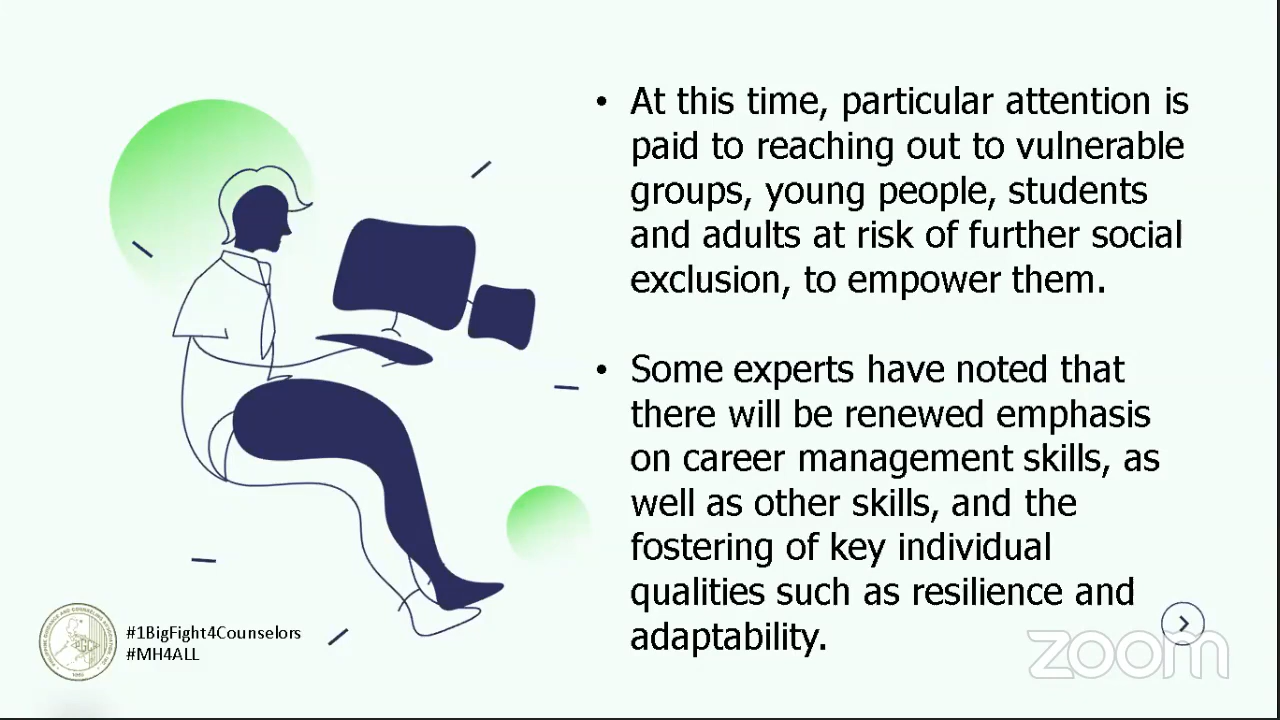 • At this time, particular attention is
paid to reaching out to vulnerable
groups, young people, students
and adults at risk of further social
exclusion, to empower them.
• Some experts have noted that
there will be renewed emphasis
on career management skills, as
well as other skills, and the
fostering of key individual
qualities such as resilience and
adaptability.
#1BigFight4Counselors
#MH4ALL
zoom